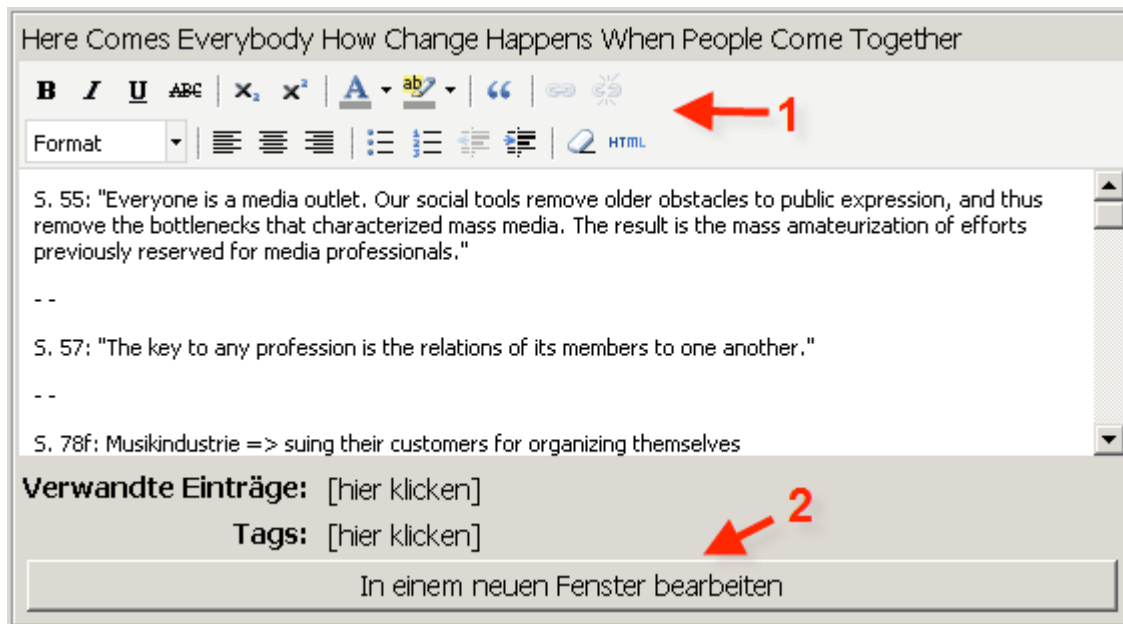 Here Comes Everybody How Change Happens When People Come Together
B I U ABC X₂ X² A ab
1
Format HTML
S. 55: "Everyone is a media outlet. Our social tools remove older obstacles to public expression, and thus
remove the bottlenecks that characterized mass media. The result is the mass amateurization of efforts
previously reserved for media professionals."
- -
S. 57: "The key to any profession is the relations of its members to one another."
- -
S. 78f: Musikindustrie => suing their customers for organizing themselves
Verwandte Einträge: [hier klicken]
2
Tags: [hier klicken]
In einem neuen Fenster bearbeiten